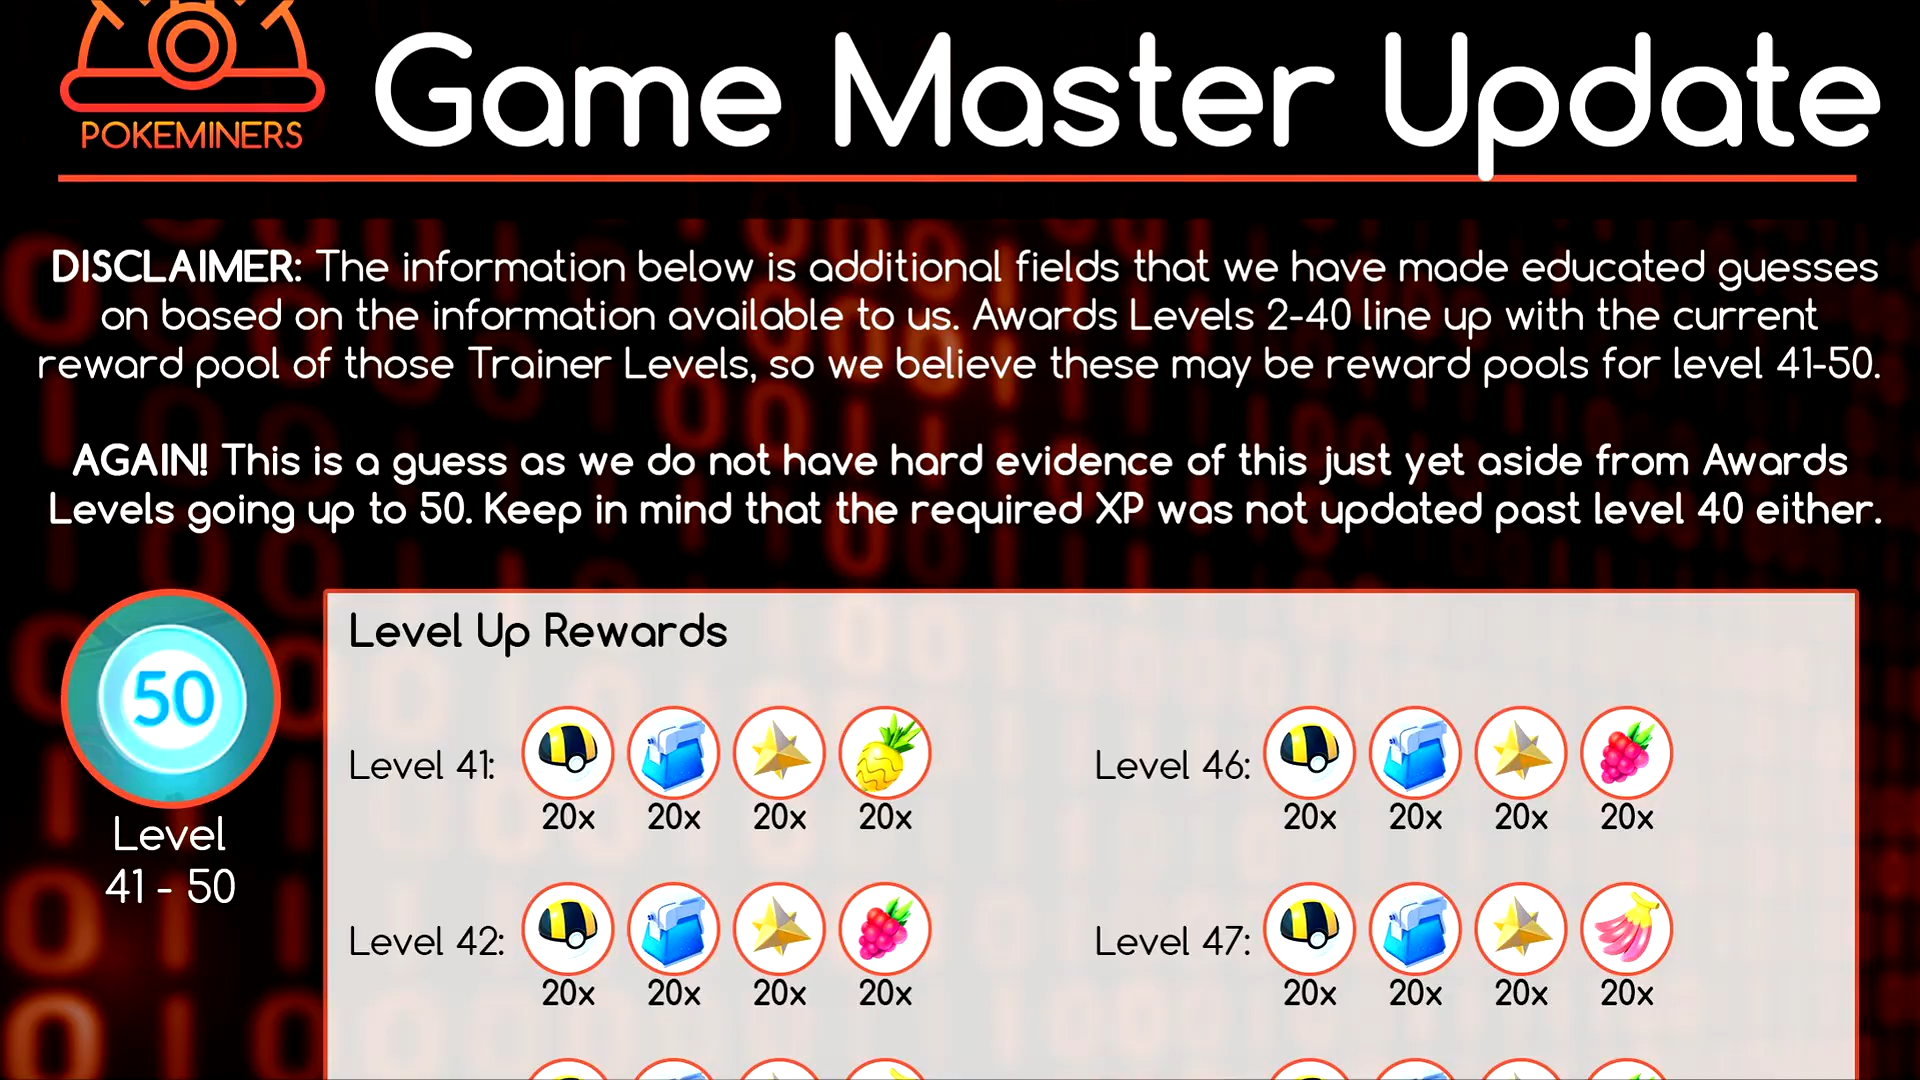 POKEMINERS
Game Master Update
DISCLAIMER: The information below is additional fields that we have made educated guesses
on based on the information available to us. Awards Levels 2-40 line up with the current
reward pool of those Trainer Levels, so we believe these may be reward pools for level 41-50.
AGAIN! This is a guess as we do not have hard evidence of this just yet aside from Awards
Levels going up to 50. Keep in mind that the required XP was not updated past level 40 either.
50
Level
41 - 50
Level Up Rewards
Level 41:
20x 20x 20x 20x
Level 46:
20x 20x 20x 20x
Level 42:
20x 20x 20x 20x
Level 47:
20x 20x 20x 20x